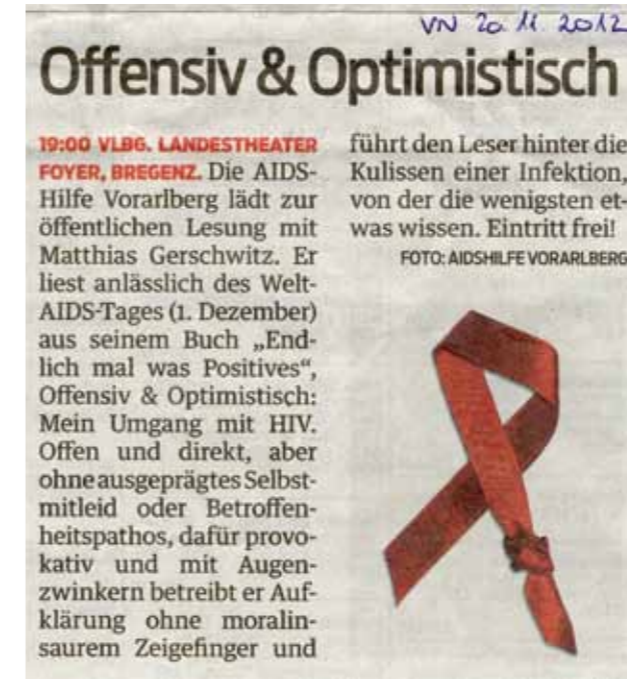 VN 20.11.2012
Offensiv & Optimistisch
19:00 VLBG. LANDESTHEATER
FOYER, BREGENZ. Die AIDS-
Hilfe Vorarlberg lädt zur
öffentlichen Lesung mit
Matthias Gerschwitz. Er
liest anlässlich des Welt-
AIDS-Tages (1. Dezember)
aus seinem Buch „End-
lich mal was Positives“,
Offensiv & Optimistisch:
Mein Umgang mit HIV.
Offen und direkt, aber
ohne ausgeprägtes Selbst-
mitleid oder Betroffen-
heitspathos, dafür provo-
kativ und mit Augen-
zwinkern betreibt er Auf-
klärung ohne moralin-
saurem Zeigefinger und
führt den Leser hinter die
Kulissen einer Infektion,
von der die wenigsten et-
was wissen. Eintritt frei!
FOTO: AIDSHILFE VORARLBERG